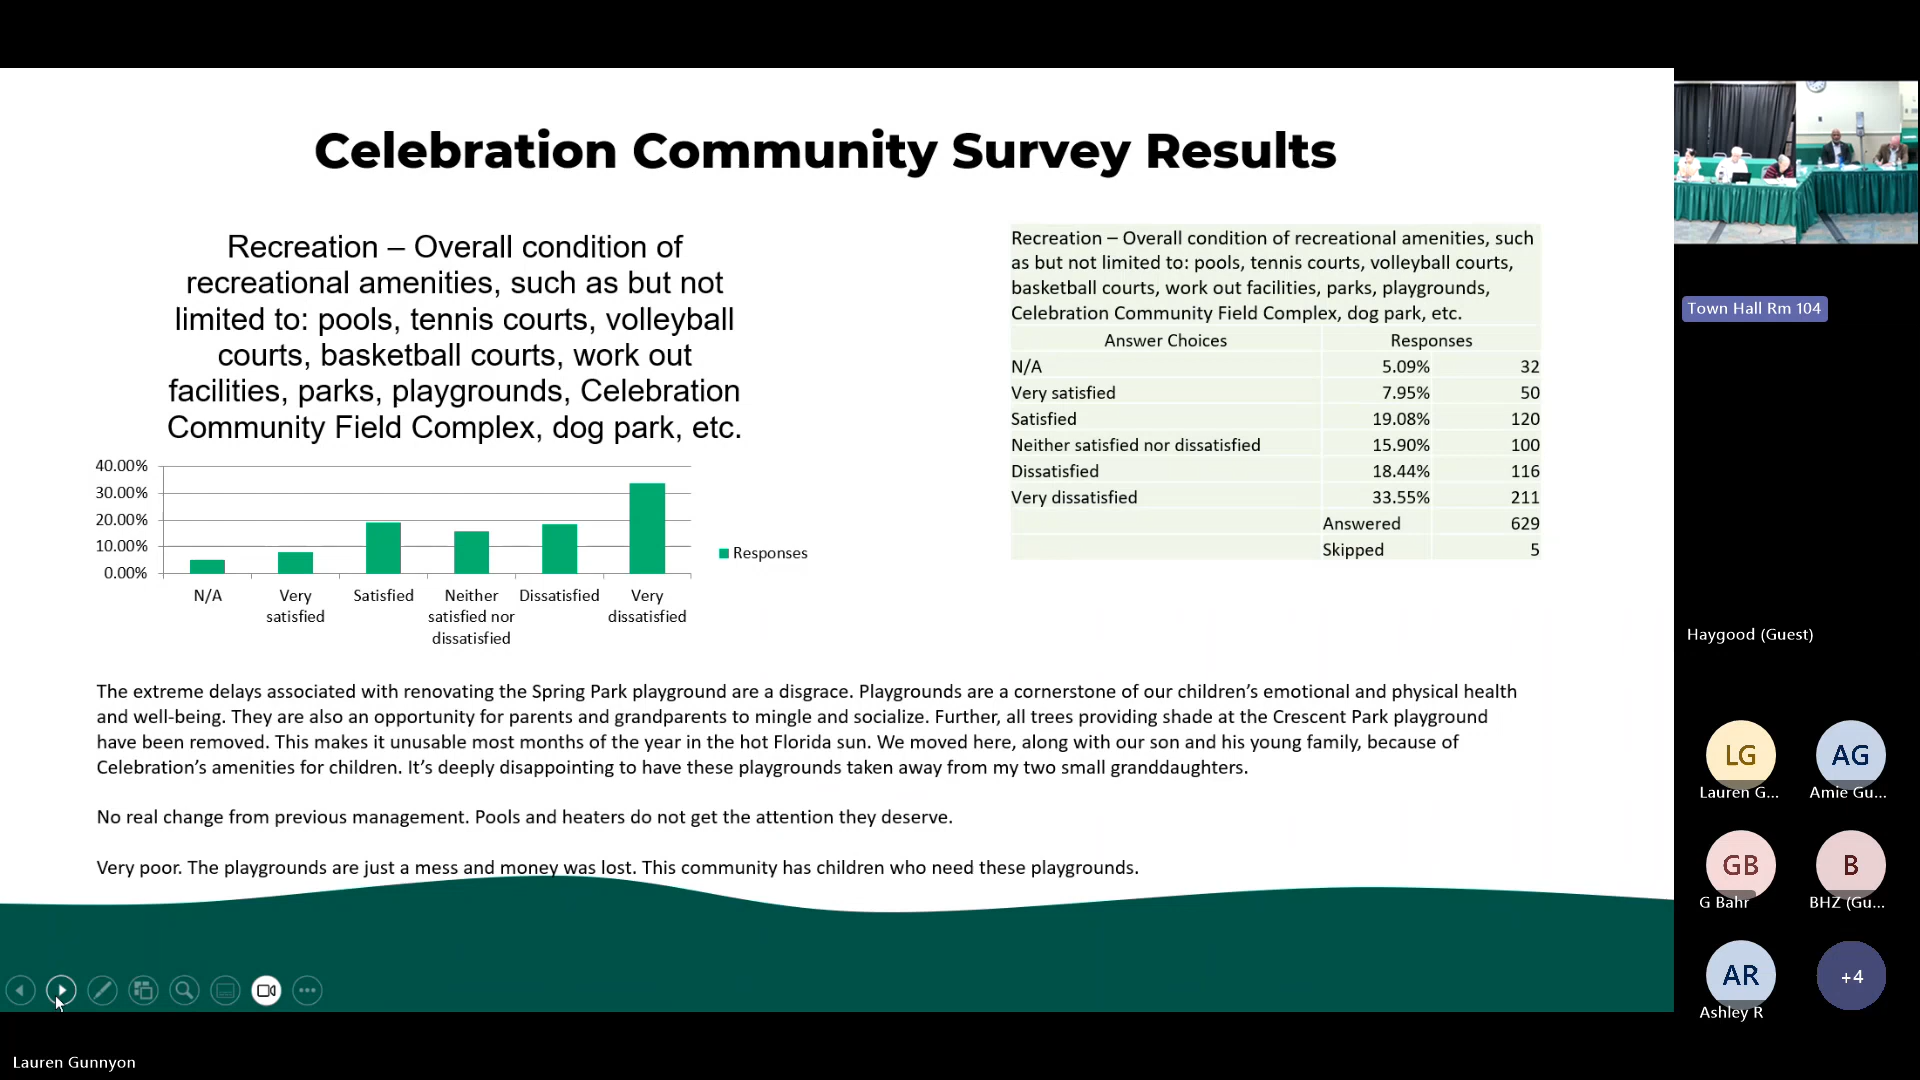 Celebration Community Survey Results
Recreation – Overall condition of
recreational amenities, such as but not
limited to: pools, tennis courts, volleyball
courts, basketball courts, work out
facilities, parks, playgrounds, Celebration
Community Field Complex, dog park, etc.
40.00%
30.00%
20.00%
10.00%
0.00%
N/A
Very
satisfied
Satisfied
Neither
satisfied nor
dissatisfied
Dissatisfied
Very
dissatisfied
Responses
Recreation – Overall condition of recreational amenities, such
as but not limited to: pools, tennis courts, volleyball courts,
basketball courts, work out facilities, parks, playgrounds,
Celebration Community Field Complex, dog park, etc.
Answer Choices Responses
N/A 5.09% 32
Very satisfied 7.95% 50
Satisfied 19.08% 120
Neither satisfied nor dissatisfied 15.90% 100
Dissatisfied 18.44% 116
Very dissatisfied 33.55% 211
Answered 629
Skipped 5
The extreme delays associated with renovating the Spring Park playground are a disgrace. Playgrounds are a cornerstone of our children’s emotional and physical health
and well-being. They are also an opportunity for parents and grandparents to mingle and socialize. Further, all trees providing shade at the Crescent Park playground
have been removed. This makes it unusable most months of the year in the hot Florida sun. We moved here, along with our son and his young family, because of
Celebration’s amenities for children. It’s deeply disappointing to have these playgrounds taken away from my two small granddaughters.
No real change from previous management. Pools and heaters do not get the attention they deserve.
Very poor. The playgrounds are just a mess and money was lost. This community has children who need these playgrounds.
Town Hall Rm 104
Haygood (Guest)
LG
Lauren G...
AG
Amie Gu...
GB
G Bahr
B
BHZ (Gu...
AR
Ashley R
+4
Lauren Gunnyon